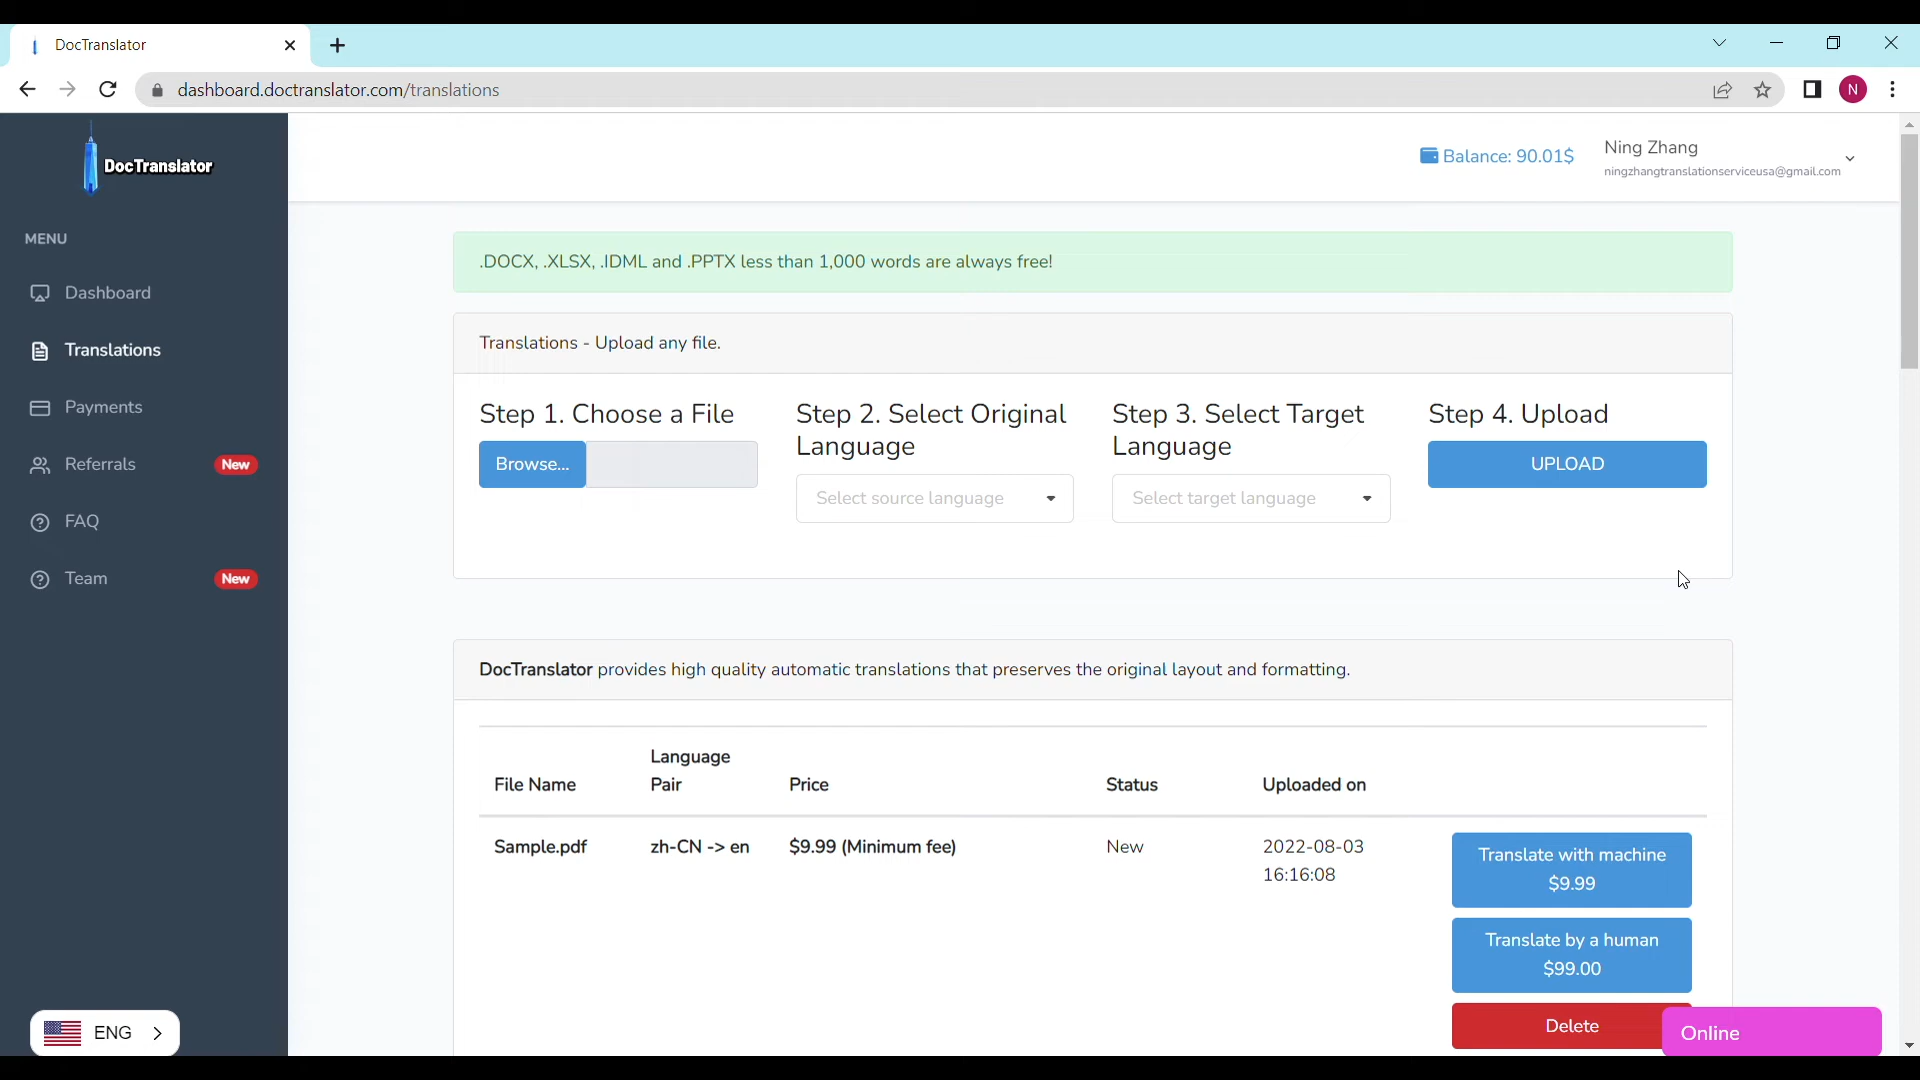 DocTranslator
dashboard.doctranslator.com/translations
N
DocTranslator
Balance: 90.01$
Ning Zhang
ningzhangtranslationserviceusa@gmail.com
MENU
Dashboard
Translations
Payments
Referrals New
FAQ
Team New
ENG
.DOCX, .XLSX, .IDML and .PPTX less than 1,000 words are always free!
Translations - Upload any file.
Step 1. Choose a File
Browse...
Step 2. Select Original
Language
Select source language
Step 3. Select Target
Language
Select target language
Step 4. Upload
UPLOAD
DocTranslator provides high quality automatic translations that preserves the original layout and formatting.
File Name
Language
Pair
Price
Status
Uploaded on
Sample.pdf
zh-CN -> en
$9.99 (Minimum fee)
New
2022-08-03
16:16:08
Translate with machine
$9.99
Translate by a human
$99.00
Delete
Online